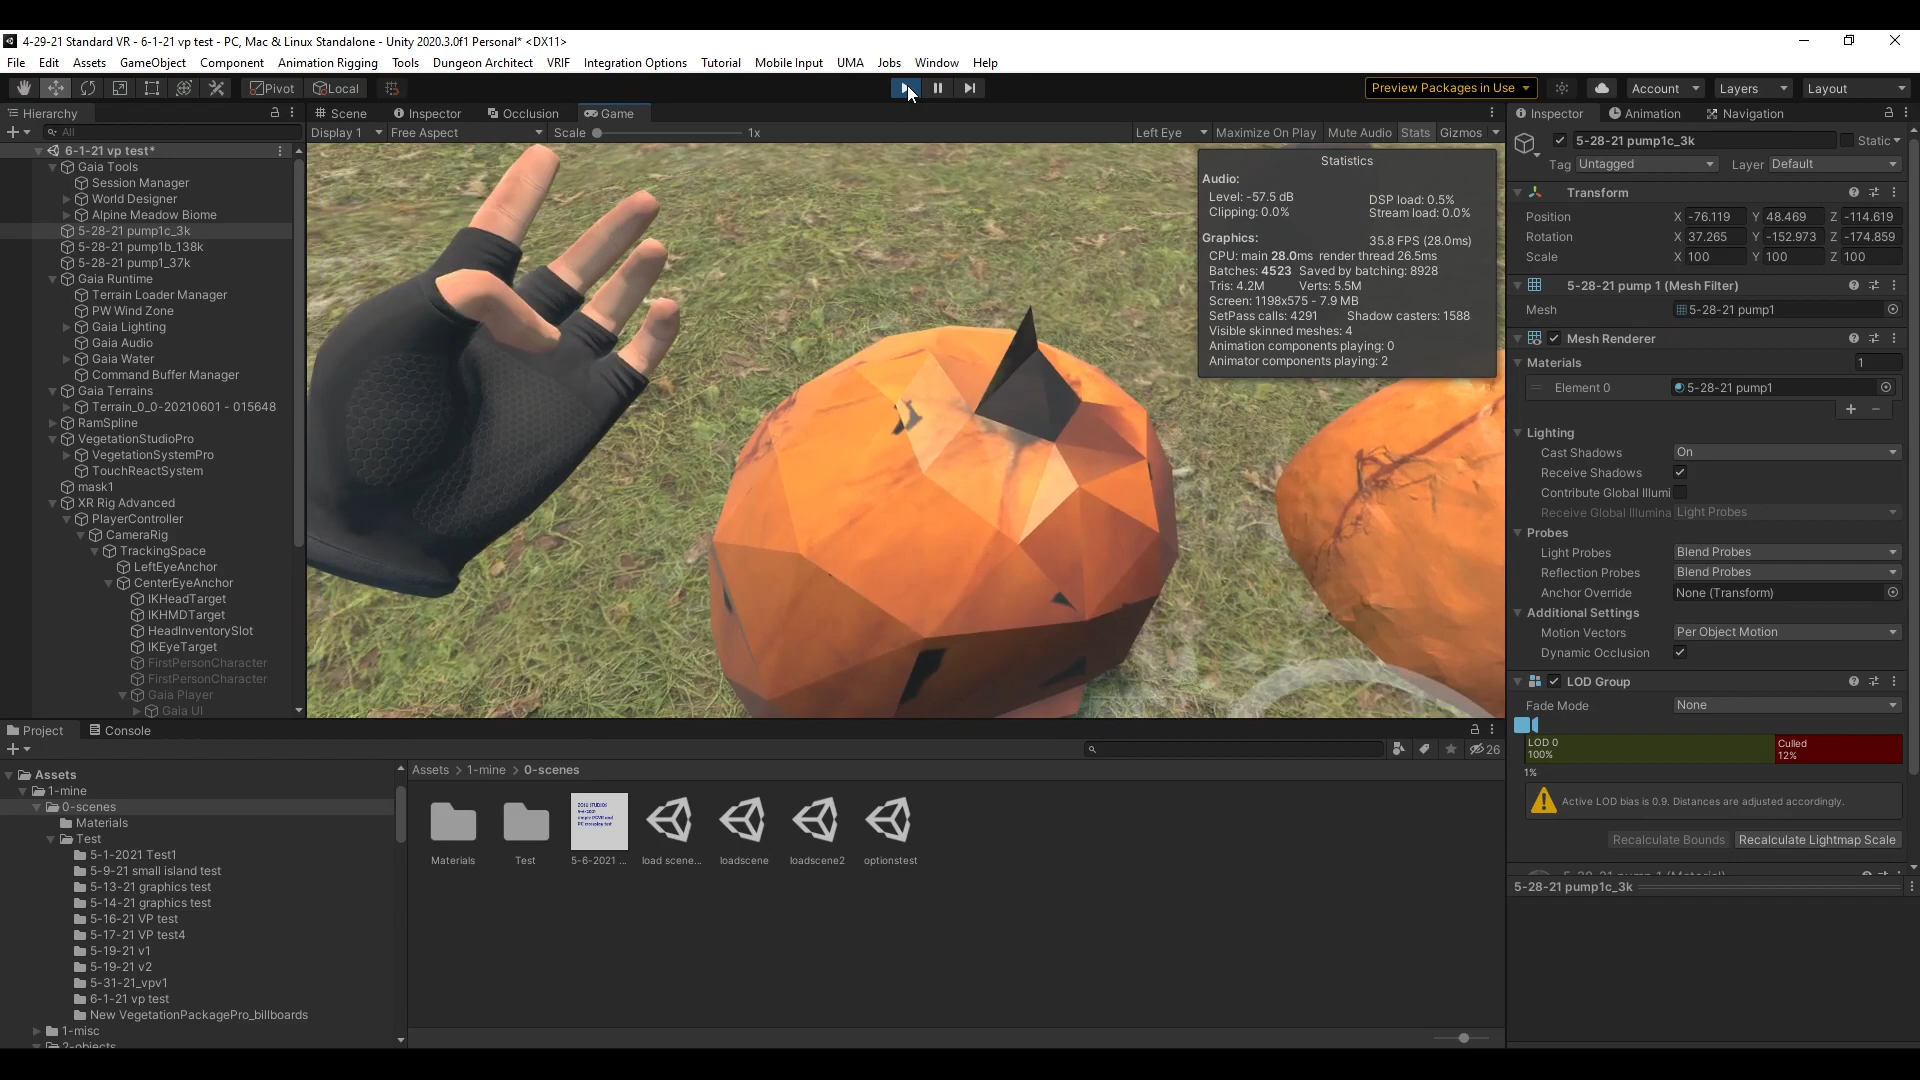 4-29-21 Standard VR - 6-1-21 vp test - PC, Mac & Linux Standalone - Unity 2020.3.0f1 Personal* <DX11>
File Edit Assets GameObject Component Animation Rigging Tools Dungeon Architect VRIF Integration Options Tutorial Mobile Input UMA Jobs Window Help
Pivot Local Preview Packages in Use Account Layers Layout
Hierarchy
All
6-1-21 vp test*
Gaia Tools
Session Manager
World Designer
Alpine Meadow Biome
5-28-21 pump1c_3k
5-28-21 pump1b_138k
5-28-21 pump1_37k
Gaia Runtime
Terrain Loader Manager
PW Wind Zone
Gaia Lighting
Gaia Audio
Gaia Water
Command Buffer Manager
Gaia Terrains
Terrain_0_0-20210601 - 015648
RamSpline
VegetationStudioPro
VegetationSystemPro
TouchReactSystem
mask1
XR Rig Advanced
PlayerController
CameraRig
TrackingSpace
LeftEyeAnchor
CenterEyeAnchor
IKHeadTarget
IKHMDTarget
HeadInventorySlot
IKEyeTarget
FirstPersonCharacter
FirstPersonCharacter
Gaia Player
Gaia UI
Scene Inspector Occlusion Game
Display 1 Free Aspect Scale 1x Left Eye Maximize On Play Mute Audio Stats Gizmos
Statistics
Audio:
Level: -57.5 dB DSP load: 0.5%
Clipping: 0.0% Stream load: 0.0%
Graphics: 35.8 FPS (28.0ms)
CPU: main 28.0ms render thread 26.5ms
Batches: 4523 Saved by batching: 8928
Tris: 4.2M Verts: 5.5M
Screen: 1198x575 - 7.9 MB
SetPass calls: 4291 Shadow casters: 1588
Visible skinned meshes: 4
Animation components playing: 0
Animator components playing: 2
Inspector Animation Navigation
5-28-21 pump1c_3k Static
Tag Untagged Layer Default
Transform
Position X -76.119 Y 48.469 Z -114.619
Rotation X 37.265 Y -152.973 Z -174.859
Scale X 100 Y 100 Z 100
5-28-21 pump 1 (Mesh Filter)
Mesh 5-28-21 pump1
Mesh Renderer
Materials 1
Element 0 5-28-21 pump1
Lighting
Cast Shadows On
Receive Shadows
Contribute Global Illumi
Receive Global Illumina Light Probes
Probes
Light Probes Blend Probes
Reflection Probes Blend Probes
Anchor Override None (Transform)
Additional Settings
Motion Vectors Per Object Motion
Dynamic Occlusion
LOD Group
Fade Mode None
LOD 0 Culled
100% 12%
1%
Active LOD bias is 0.9. Distances are adjusted accordingly.
Recalculate Bounds Recalculate Lightmap Scale
5-28-21 pump1c_3k
Project Console
26
Assets
1-mine
0-scenes
Materials
Test
5-1-2021 Test1
5-9-21 small island test
5-13-21 graphics test
5-14-21 graphics test
5-16-21 VP test
5-17-21 VP test4
5-19-21 v1
5-19-21 v2
5-31-21_vpv1
6-1-21 vp test
New VegetationPackagePro_billboards
1-misc
2-objects
Assets > 1-mine > 0-scenes
Materials Test 5-6-2021 ... load scene... loadscene loadscene2 optionstest